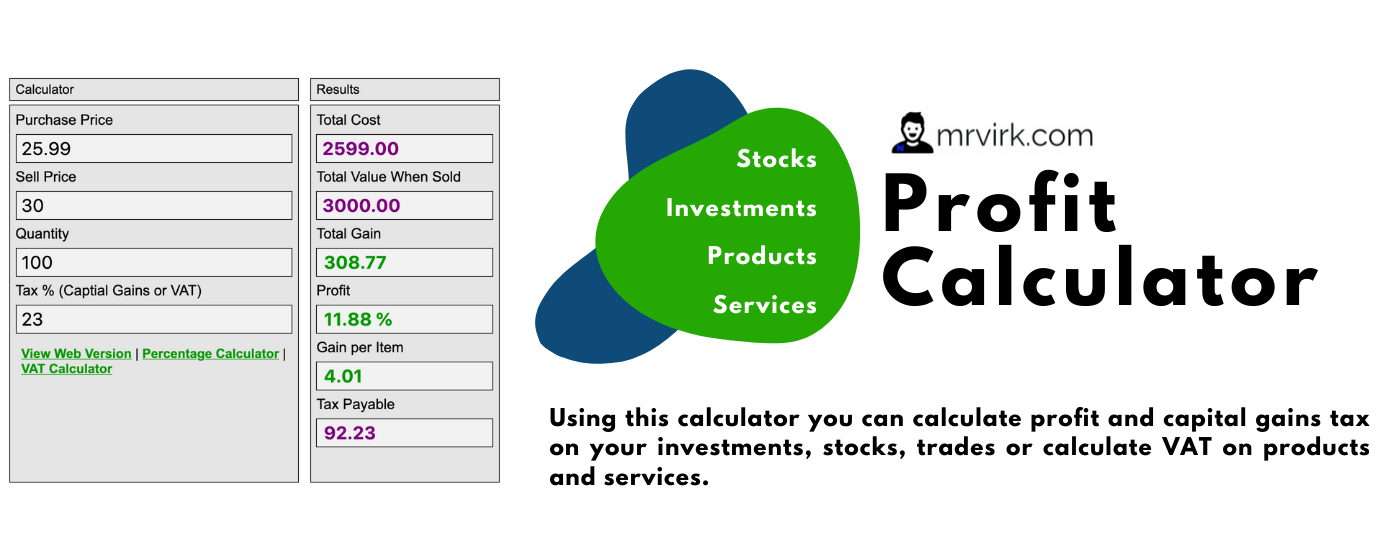 Calculator
Purchase Price
25.99
Sell Price
30
Quantity
100
Tax % (Captial Gains or VAT)
23
View Web Version | Percentage Calculator |
VAT Calculator
Results
Total Cost
2599.00
Total Value When Sold
3000.00
Total Gain
308.77
Profit
11.88 %
Gain per Item
4.01
Tax Payable
92.23
Stocks
Investments
Products
Services
N
mrvirk.com
Profit
Calculator
Using this calculator you can calculate profit and capital gains tax
on your investments, stocks, trades or calculate VAT on products
and services.